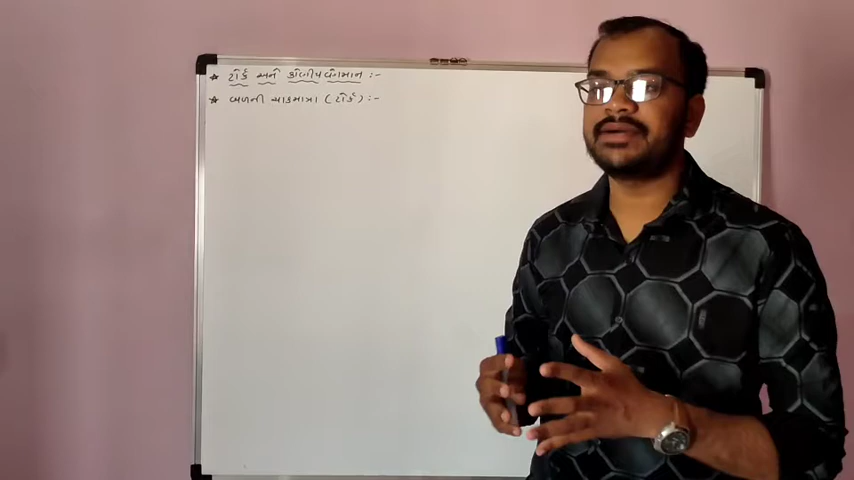 * ટૉર્ક અને કોણીય વેગમાન :-
* બળની ચાકમાત્રા (ટૉર્ક) :-